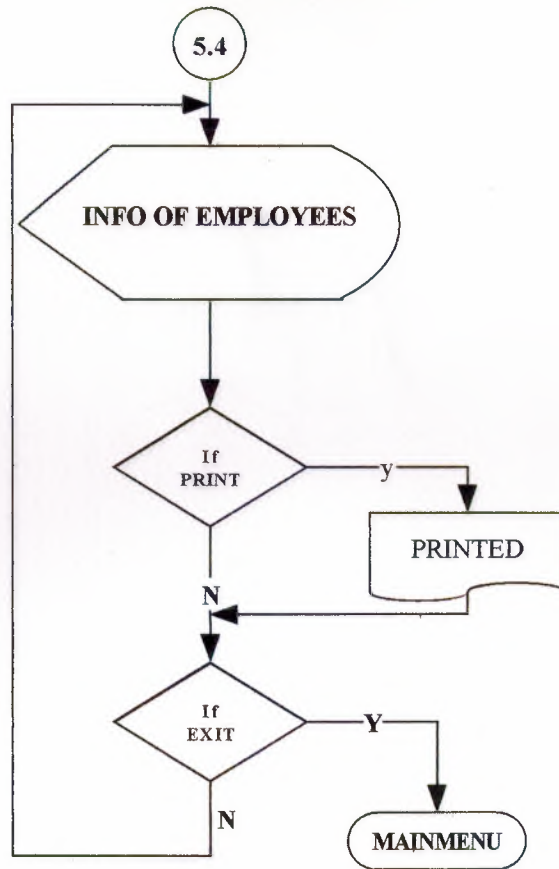 5.4
INFO OF EMPLOYEES
If
PRINT
y
PRINTED
N
If
EXIT
Y
N
MAINMENU